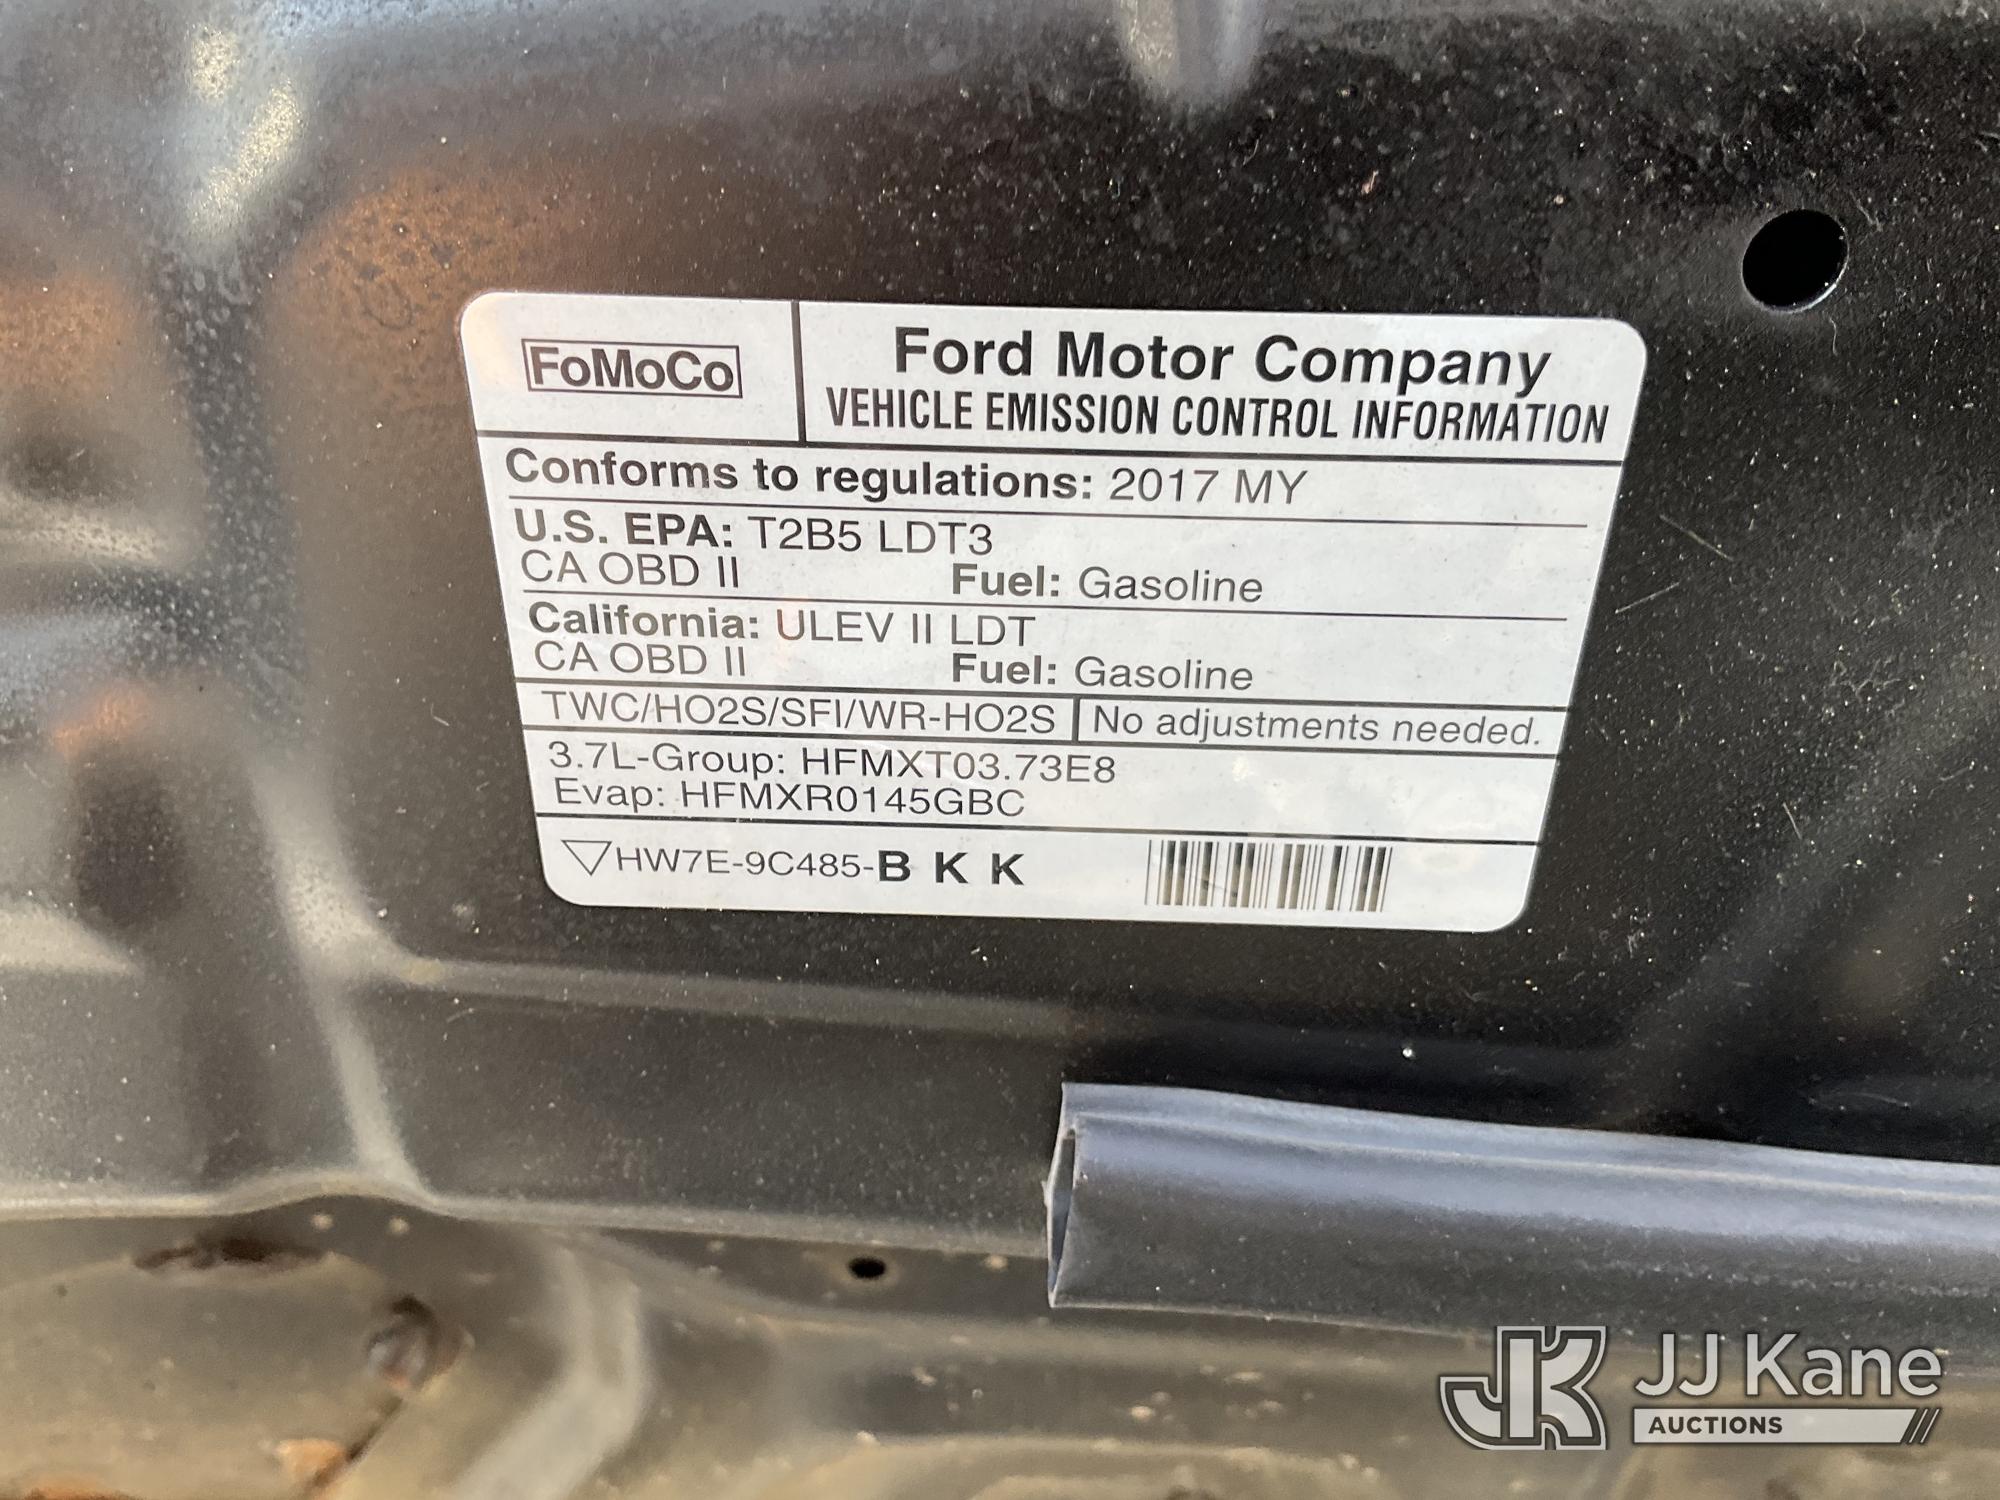 FoMoCo
Ford Motor Company
VEHICLE EMISSION CONTROL INFORMATION
Conforms to regulations: 2017 MY
U.S. EPA: T2B5 LDT3
CA OBD II Fuel: Gasoline
California: ULEV II LDT
CA OBD II Fuel: Gasoline
TWC/HO2S/SFI/WR-HO2S No adjustments needed.
3.7L-Group: HFMXT03.73E8
Evap: HFMXR0145GBC
HW7E-9C485-B K K
JK JJ Kane
AUCTIONS